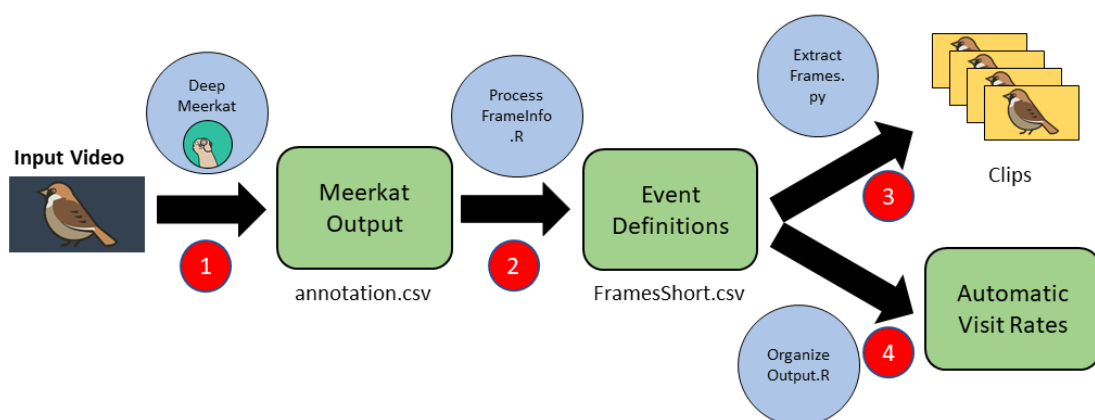 Input Video
Deep
Meerkat
1
Meerkat
Output
annotation.csv
Process
FrameInfo
.R
2
Event
Definitions
FramesShort.csv
Extract
Frames.
py
3
Clips
Organize
Output.R
4
Automatic
Visit Rates